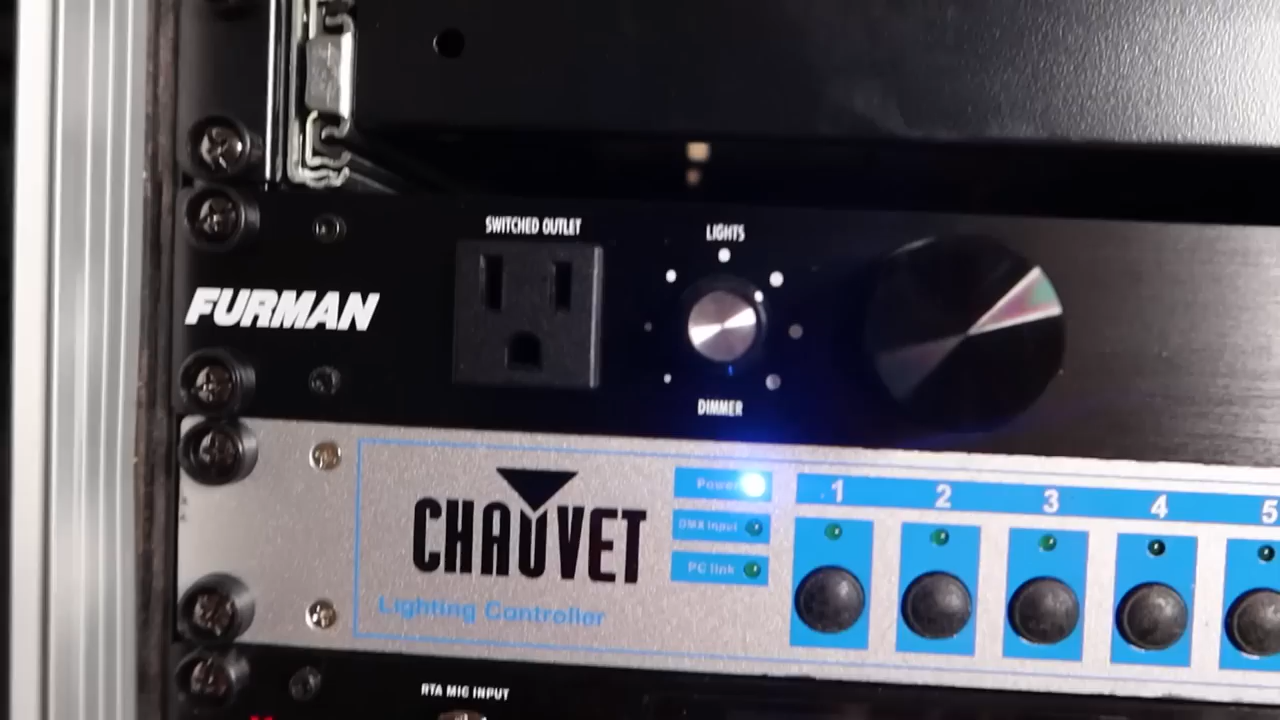 SWITCHED OUTLET
LIGHTS
FURMAN
DIMMER
CHAUVET
Lighting Controller
Power
DMX Input
PC link
1 2 3 4 5
RTA MIC INPUT